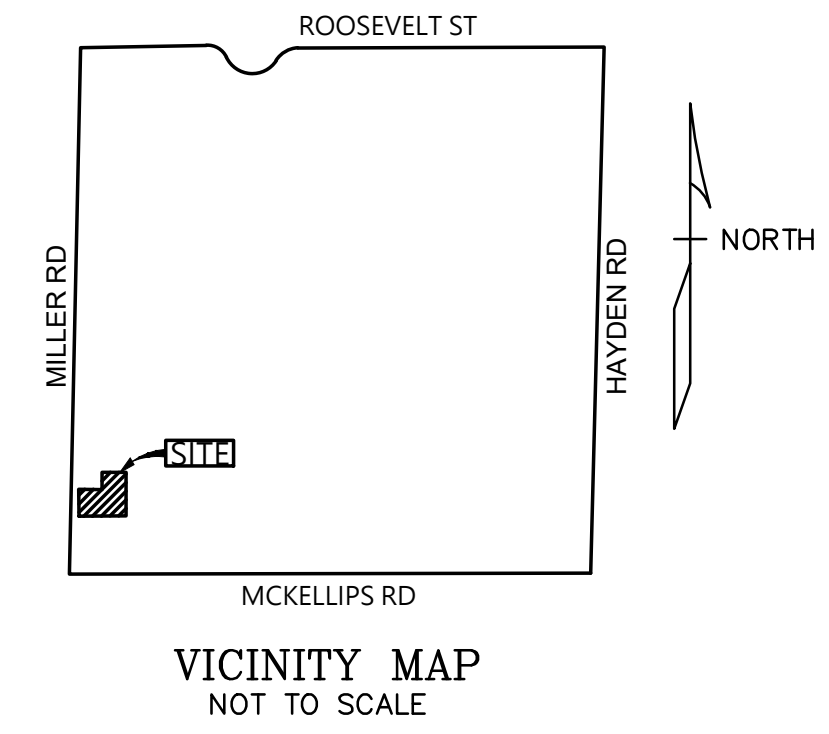 ROOSEVELT ST
MILLER RD
HAYDEN RD
NORTH
SITE
MCKELLIPS RD
VICINITY MAP
NOT TO SCALE